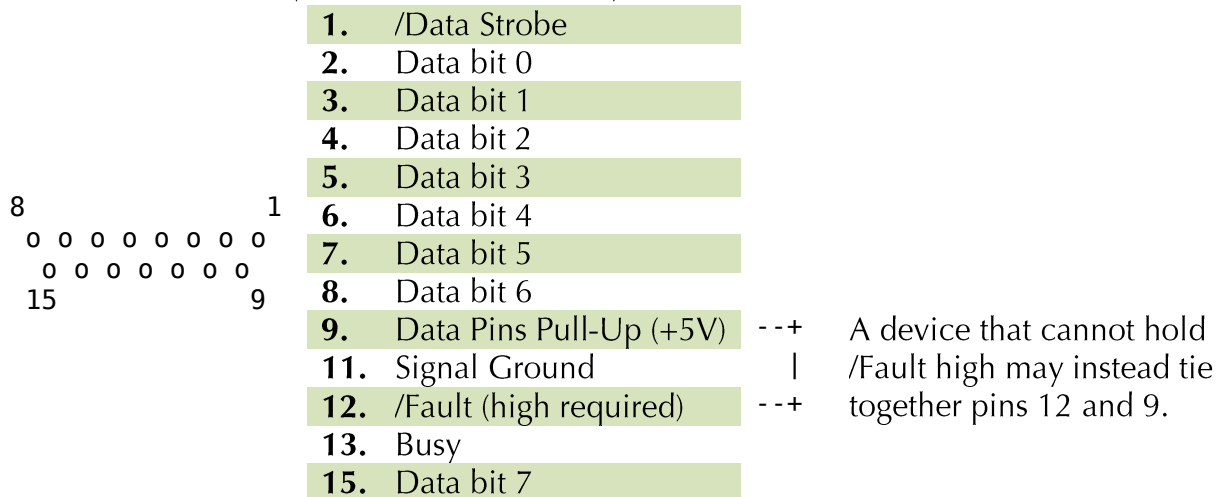 1. /Data Strobe
2. Data bit 0
3. Data bit 1
4. Data bit 2
5. Data bit 3
6. Data bit 4
7. Data bit 5
8. Data bit 6
9. Data Pins Pull-Up (+5V) --+ A device that cannot hold
11. Signal Ground | /Fault high may instead tie
12. /Fault (high required) --+ together pins 12 and 9.
13. Busy
15. Data bit 7
8 1
o o o o o o o o
o o o o o o o
15 9